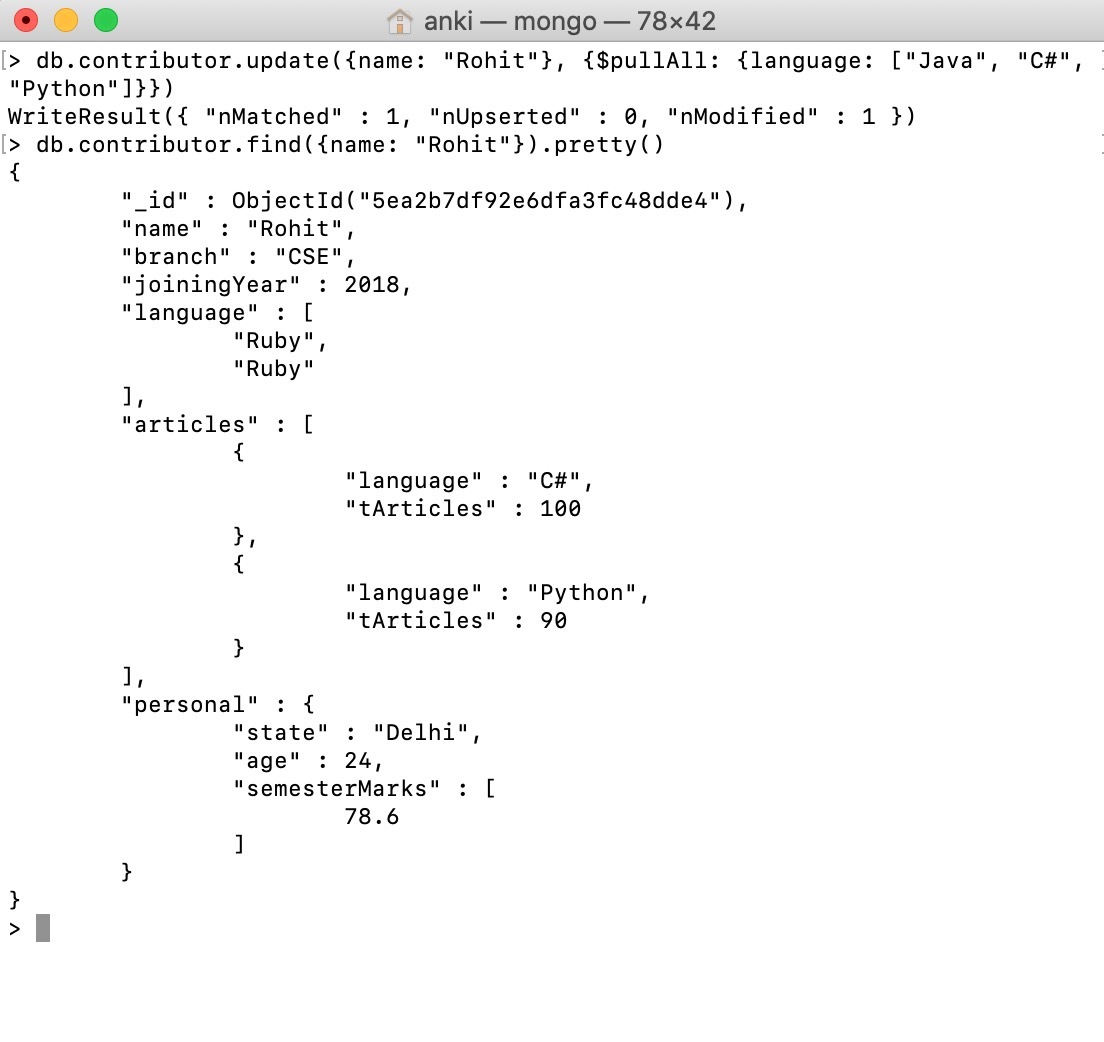 anki — mongo — 78×42
> db.contributor.update({name: "Rohit"}, {$pullAll: {language: ["Java", "C#",
"Python"]}})
WriteResult({ "nMatched" : 1, "nUpserted" : 0, "nModified" : 1 })
> db.contributor.find({name: "Rohit"}).pretty()
{
        "_id" : ObjectId("5ea2b7df92e6dfa3fc48dde4"),
        "name" : "Rohit",
        "branch" : "CSE",
        "joiningYear" : 2018,
        "language" : [
                "Ruby",
                "Ruby"
        ],
        "articles" : [
                {
                        "language" : "C#",
                        "tArticles" : 100
                },
                {
                        "language" : "Python",
                        "tArticles" : 90
                }
        ],
        "personal" : {
                "state" : "Delhi",
                "age" : 24,
                "semesterMarks" : [
                        78.6
                ]
        }
}
>